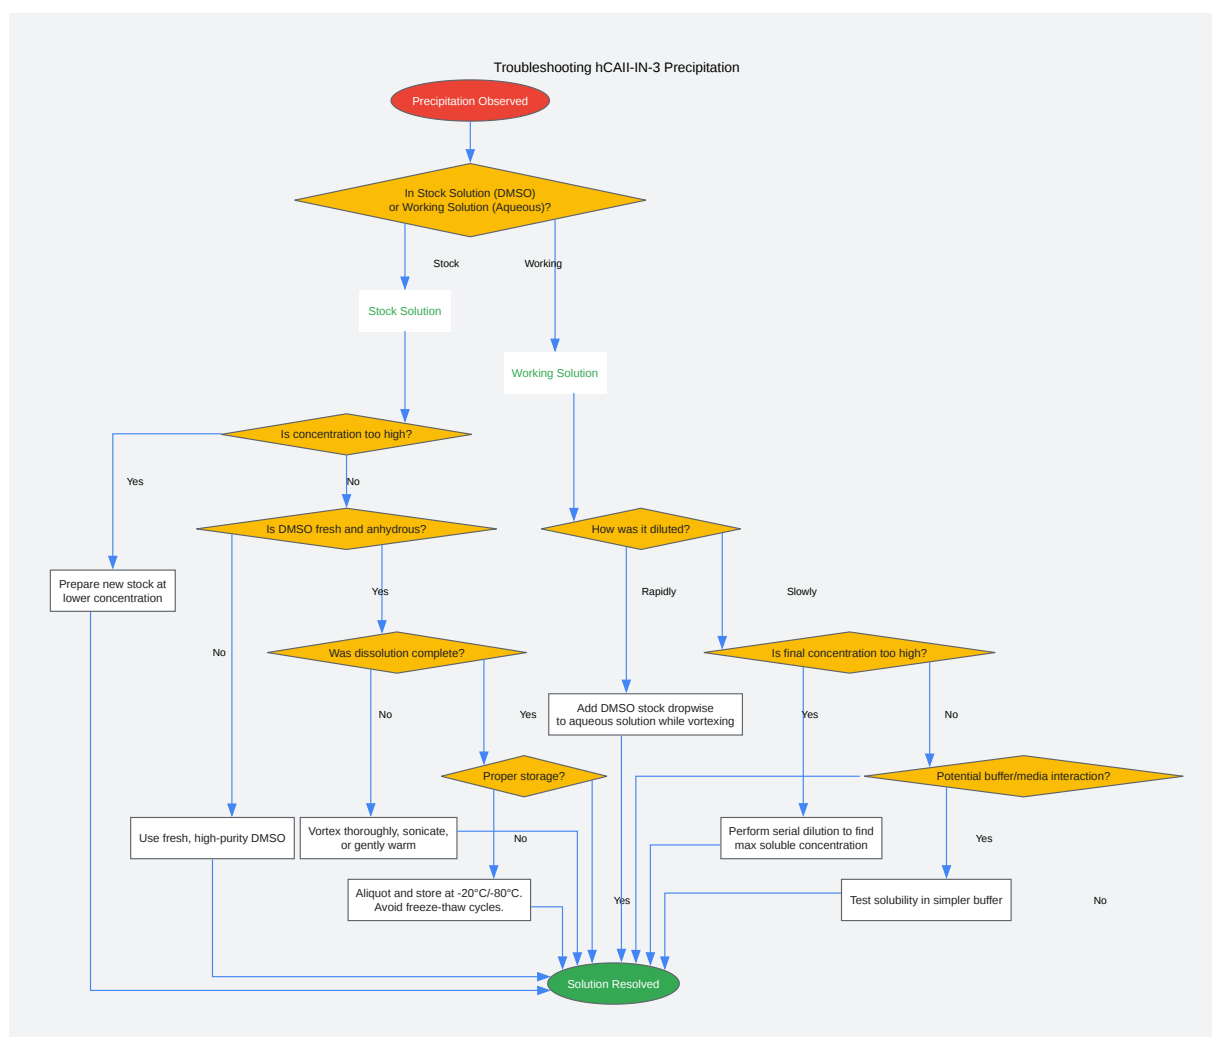 Troubleshooting hCAII-IN-3 Precipitation
Precipitation Observed
In Stock Solution (DMSO)
or Working Solution (Aqueous)?
Stock
Working
Stock Solution
Working Solution
Is concentration too high?
Yes
No
Is DMSO fresh and anhydrous?
How was it diluted?
Prepare new stock at
lower concentration
Yes
Rapidly
Slowly
No
Was dissolution complete?
Is final concentration too high?
No
Yes
Add DMSO stock dropwise
to aqueous solution while vortexing
Yes
No
Proper storage?
Potential buffer/media interaction?
Use fresh, high-purity DMSO
Vortex thoroughly, sonicate,
or gently warm
No
Perform serial dilution to find
max soluble concentration
Yes
Aliquot and store at -20°C/-80°C.
Avoid freeze-thaw cycles.
Yes
Test solubility in simpler buffer
No
Solution Resolved